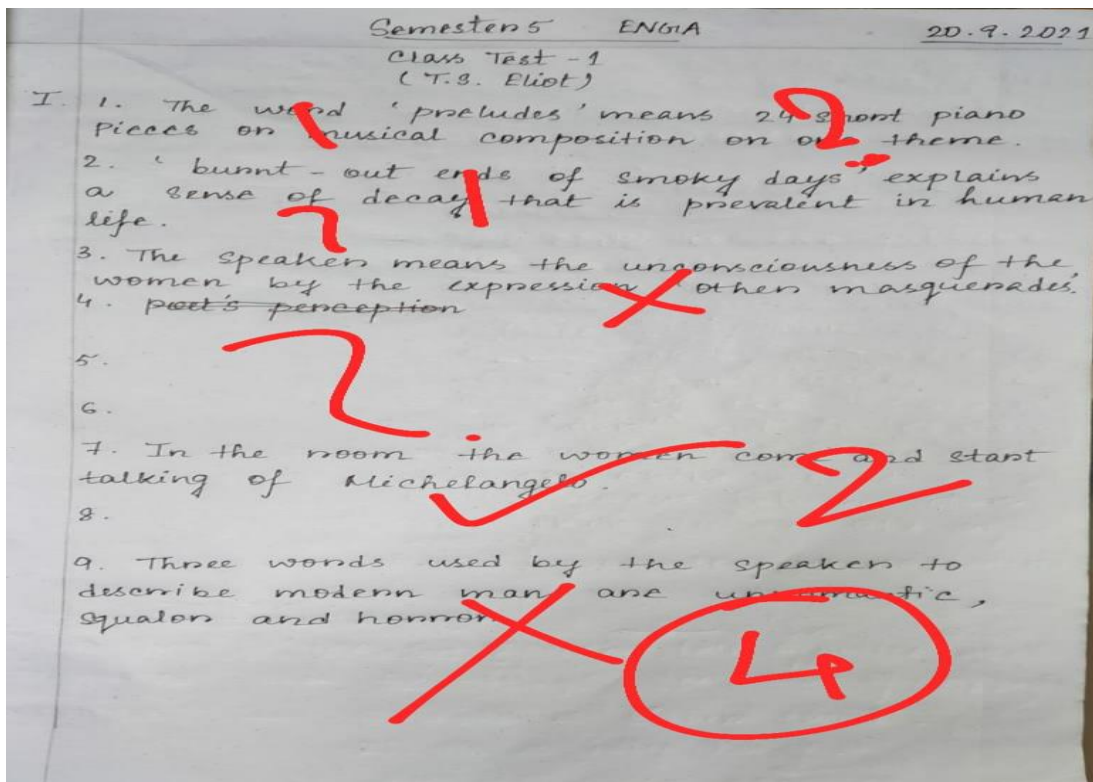 Semester 5 ENGA 20.9.2021
Class Test - 1
(T.S. Eliot)
I. 1. The word 'preludes' means 24 short piano 2
pieces or musical composition on one theme.
1
2. 'burnt-out ends of smoky days' explains
a sense of decay that is prevalent in human
life.
1
3. The speaker means the unconsciousness of the
women by the expression 'other masquerades.
4. poet's perception
5.
6.
7. In the room the women come and start
talking of Michelangelo. 2
8.
9. Three words used by the speaker to
describe modern man are unromantic,
squalor and horror.
4